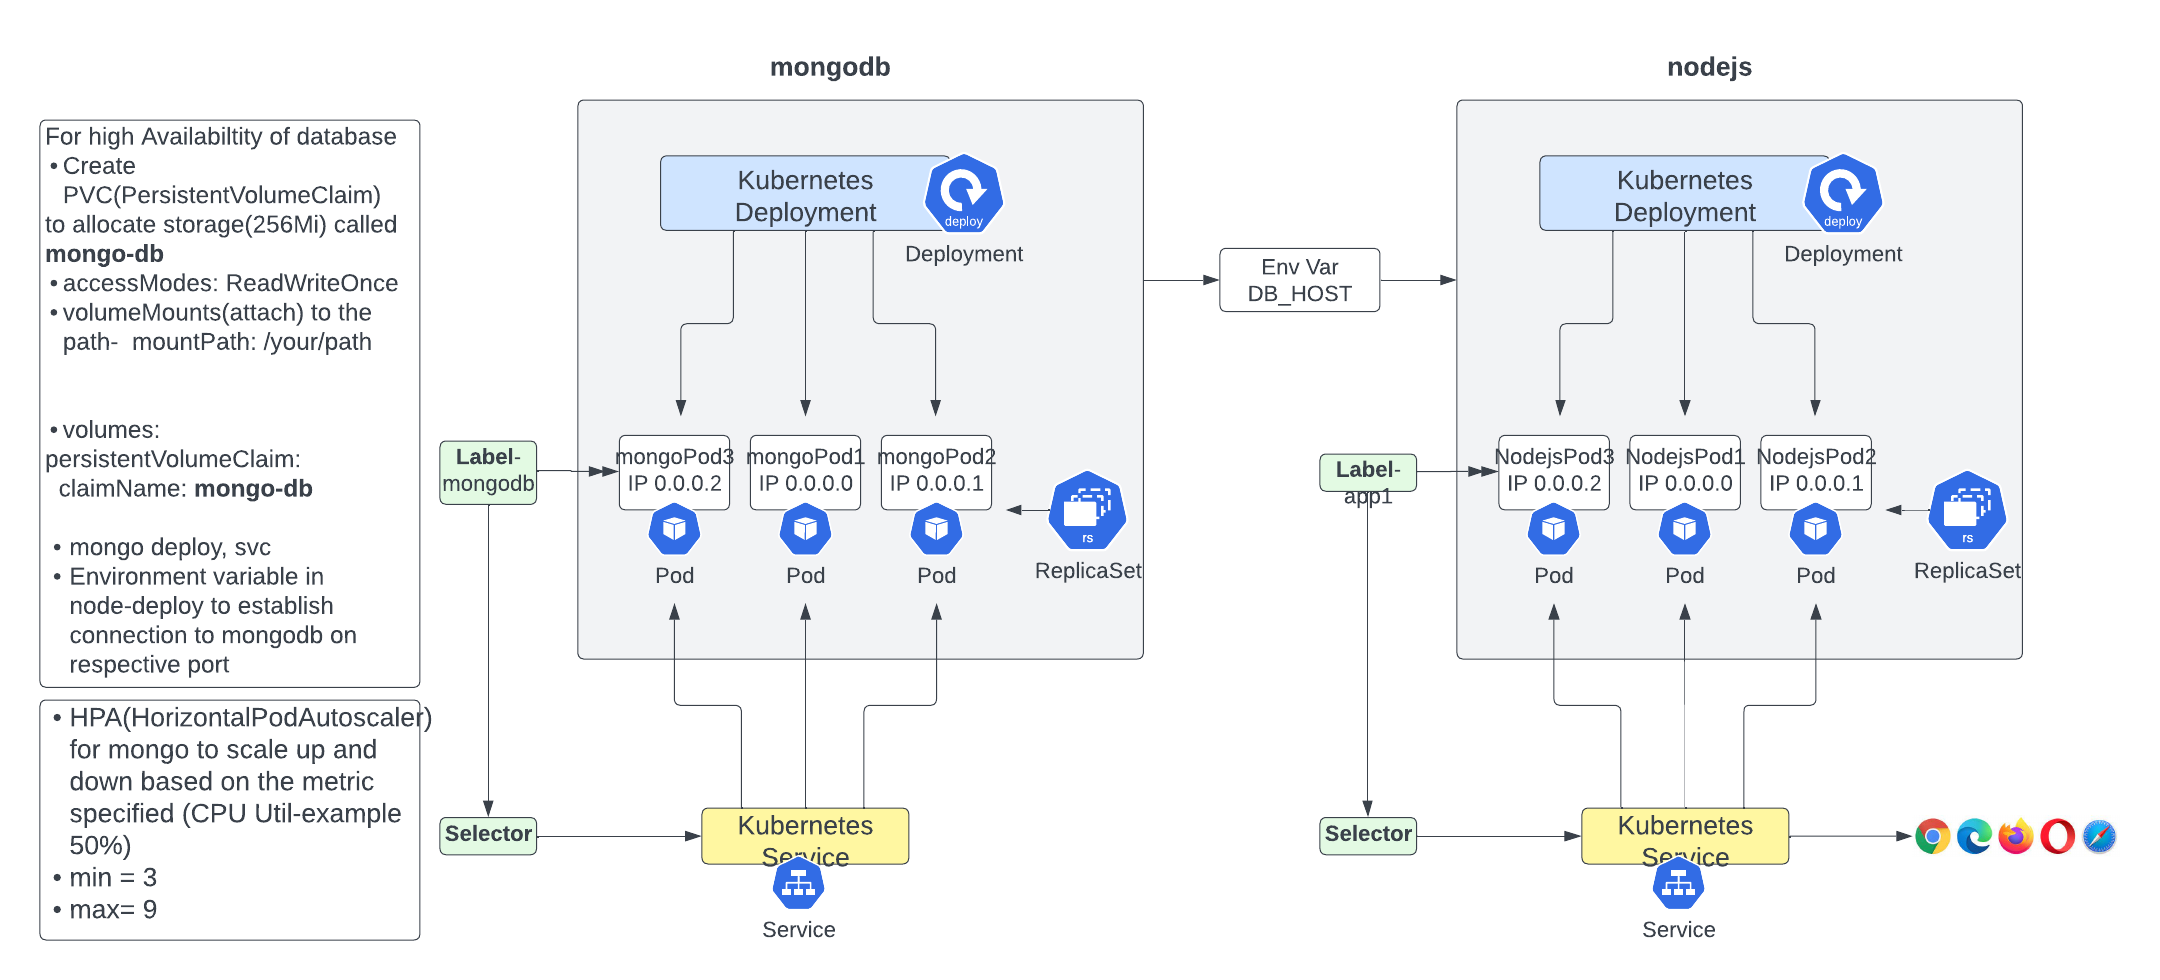 mongodb
nodejs
For high Availabiltity of database
• Create
PVC(PersistentVolumeClaim)
to allocate storage(256Mi) called
mongo-db
• accessModes: ReadWriteOnce
• volumeMounts(attach) to the
path-  mountPath: /your/path
• volumes:
persistentVolumeClaim:
claimName: mongo-db
• mongo deploy, svc
• Environment variable in
node-deploy to establish
connection to mongodb on
respective port
• HPA(HorizontalPodAutoscaler)
for mongo to scale up and
down based on the metric
specified (CPU Util-example
50%)
• min = 3
• max= 9
Label-
mongodb
Selector
Kubernetes
Deployment
deploy
Deployment
mongoPod3
IP 0.0.0.2
mongoPod1
IP 0.0.0.0
mongoPod2
IP 0.0.0.1
Pod
Pod
Pod
rs
ReplicaSet
Kubernetes
Service
Service
Env Var
DB_HOST
Label-
app1
Selector
Kubernetes
Deployment
deploy
Deployment
NodejsPod3
IP 0.0.0.2
NodejsPod1
IP 0.0.0.0
NodejsPod2
IP 0.0.0.1
Pod
Pod
Pod
rs
ReplicaSet
Kubernetes
Service
Service